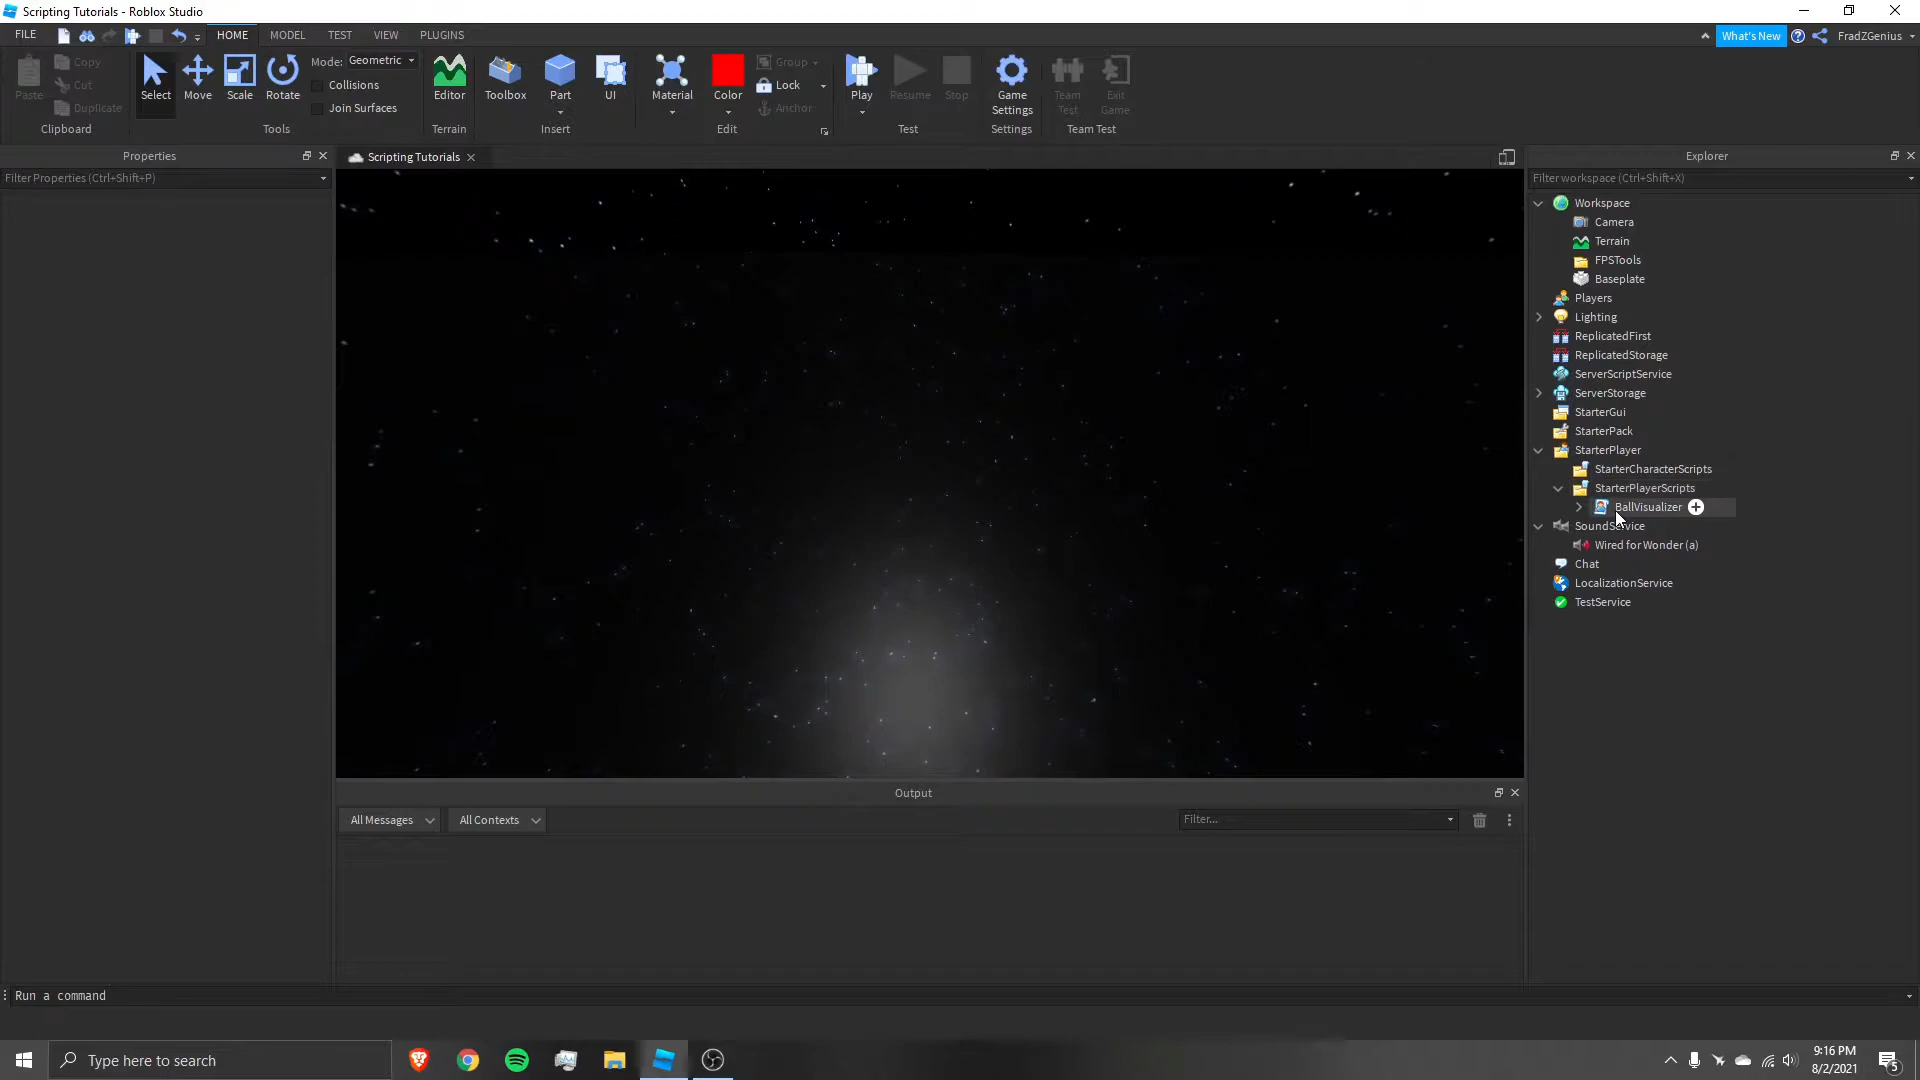 Scripting Tutorials - Roblox Studio
FILE
HOME
MODEL
TEST
VIEW
PLUGINS
What's New
FradZGenius
Paste
Copy
Cut
Duplicate
Clipboard
Select
Move
Scale
Rotate
Mode: Geometric
Collisions
Join Surfaces
Tools
Editor
Terrain
Toolbox
Part
UI
Insert
Material
Color
Group
Lock
Anchor
Edit
Play
Resume
Stop
Test
Game
Settings
Settings
Team
Test
Exit
Game
Team Test
Properties
Filter Properties (Ctrl+Shift+P)
Scripting Tutorials
Explorer
Filter workspace (Ctrl+Shift+X)
Workspace
Camera
Terrain
FPSTools
Baseplate
Players
Lighting
ReplicatedFirst
ReplicatedStorage
ServerScriptService
ServerStorage
StarterGui
StarterPack
StarterPlayer
StarterCharacterScripts
StarterPlayerScripts
BallVisualizer
SoundService
Wired for Wonder (a)
Chat
LocalizationService
TestService
Output
All Messages
All Contexts
Filter...
Run a command
Type here to search
9:16 PM
8/2/2021
5